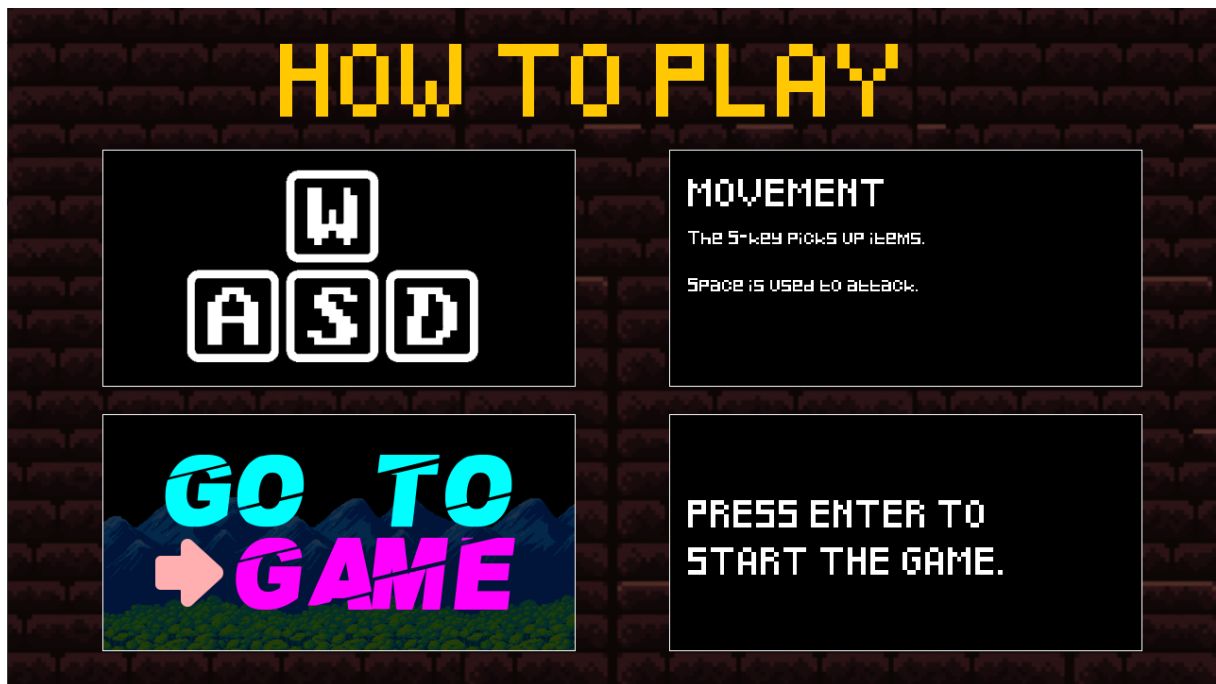 HOW TO PLAY
W
A S D
MOVEMENT
The S-key picks up items.
Space is used to attack.
GO TO
GAME
PRESS ENTER TO
START THE GAME.